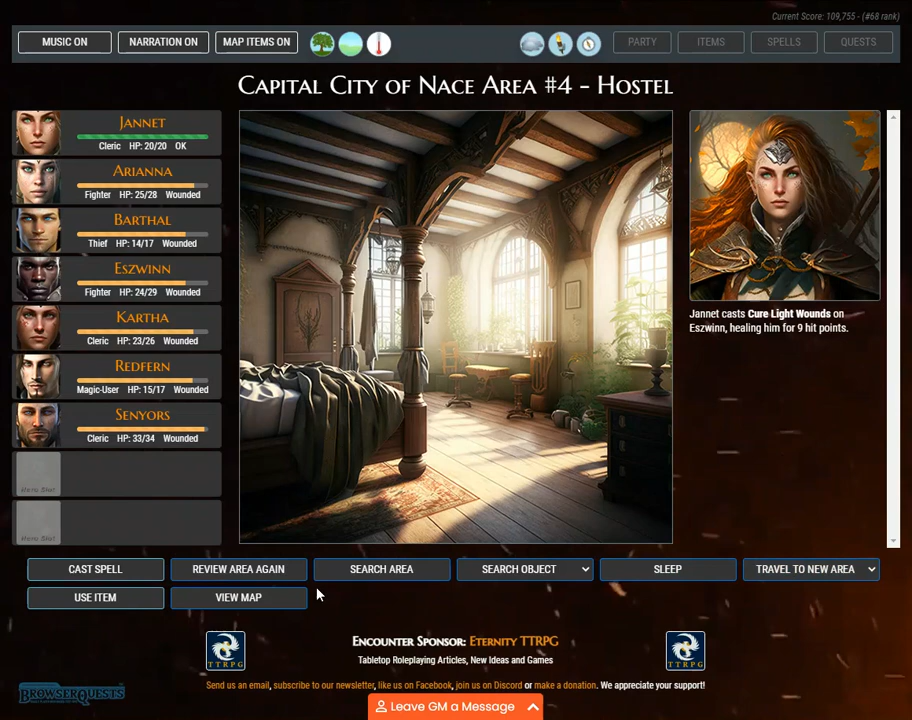 Current Score: 109,755 - (#68 rank)
MUSIC ON
NARRATION ON
MAP ITEMS ON
PARTY
ITEMS
SPELLS
QUESTS
Capital City of Nace Area #4 - Hostel
Jannet
Cleric HP: 20/20 OK
Arianna
Fighter HP: 25/28 Wounded
Barthal
Thief HP: 14/17 Wounded
Eszwinn
Fighter HP: 24/29 Wounded
Kartha
Cleric HP: 23/26 Wounded
Redfern
Magic-User HP: 15/17 Wounded
Senyors
Cleric HP: 33/34 Wounded
Hero Slot
Hero Slot
Jannet casts Cure Light Wounds on
Eszwinn, healing him for 9 hit points.
CAST SPELL
REVIEW AREA AGAIN
SEARCH AREA
SEARCH OBJECT
SLEEP
TRAVEL TO NEW AREA
USE ITEM
VIEW MAP
TTRPG
Encounter Sponsor: Eternity TTRPG
Tabletop Roleplaying Articles, New Ideas and Games
TTRPG
Send us an email, subscribe to our newsletter, like us on Facebook, join us on Discord or make a donation. We appreciate your support!
BrowserQuests
Leave GM a Message